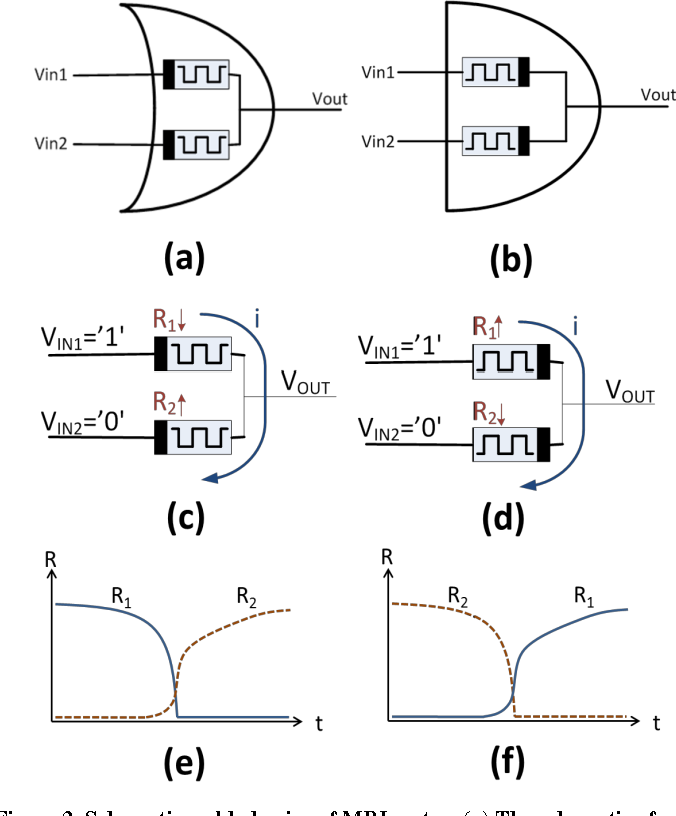 Vin1
Vin2
Vout
(a)
Vin1
Vin2
Vout
(b)
R1↓
i
VIN1='1'
R2↑
VOUT
VIN2='0'
(c)
R1↑
i
VIN1='1'
R2↓
VOUT
VIN2='0'
(d)
R
R1
R2
t
(e)
R
R2
R1
t
(f)